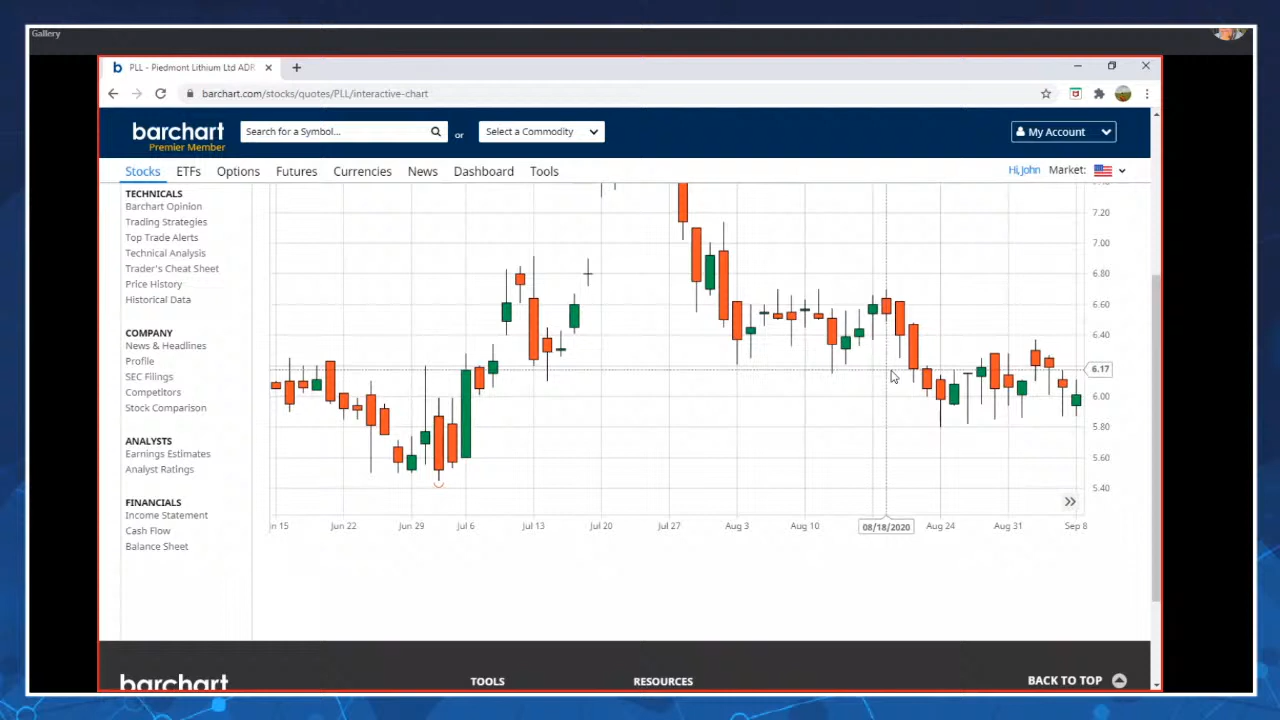 Gallery
b PLL - Piedmont Lithium Ltd ADR
barchart.com/stocks/quotes/PLL/interactive-chart
barchart
Premier Member
Search for a Symbol...
or
Select a Commodity
My Account
Stocks ETFs Options Futures Currencies News Dashboard Tools
Hi, John Market:
TECHNICALS
Barchart Opinion
Trading Strategies
Top Trade Alerts
Technical Analysis
Trader's Cheat Sheet
Price History
Historical Data
COMPANY
News & Headlines
Profile
SEC Filings
Competitors
Stock Comparison
ANALYSTS
Earnings Estimates
Analyst Ratings
FINANCIALS
Income Statement
Cash Flow
Balance Sheet
7.20
7.00
6.80
6.60
6.40
6.17
6.00
5.80
5.60
5.40
n 15 Jun 22 Jun 29 Jul 6 Jul 13 Jul 20 Jul 27 Aug 3 Aug 10 08/18/2020 Aug 24 Aug 31 Sep 8
barchart
TOOLS
RESOURCES
BACK TO TOP